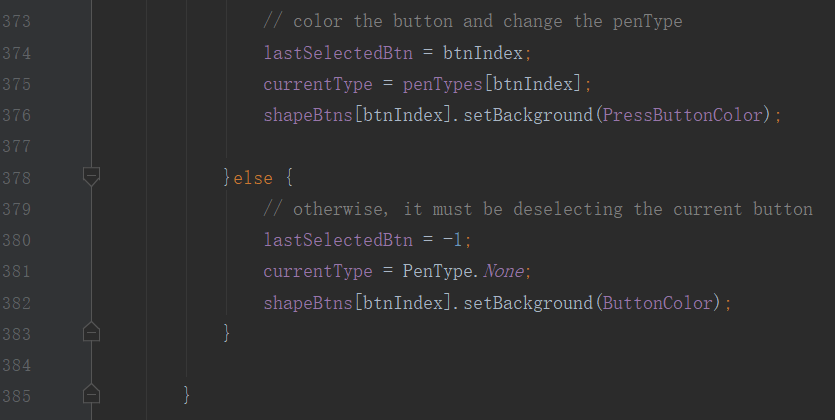 373 // color the button and change the penType
374 lastSelectedBtn = btnIndex;
375 currentType = penTypes[btnIndex];
376 shapeBtns[btnIndex].setBackground(PressButtonColor);
377
378 }else {
379 // otherwise, it must be deselecting the current button
380 lastSelectedBtn = -1;
381 currentType = PenType.None;
382 shapeBtns[btnIndex].setBackground(ButtonColor);
383 }
384
385 }